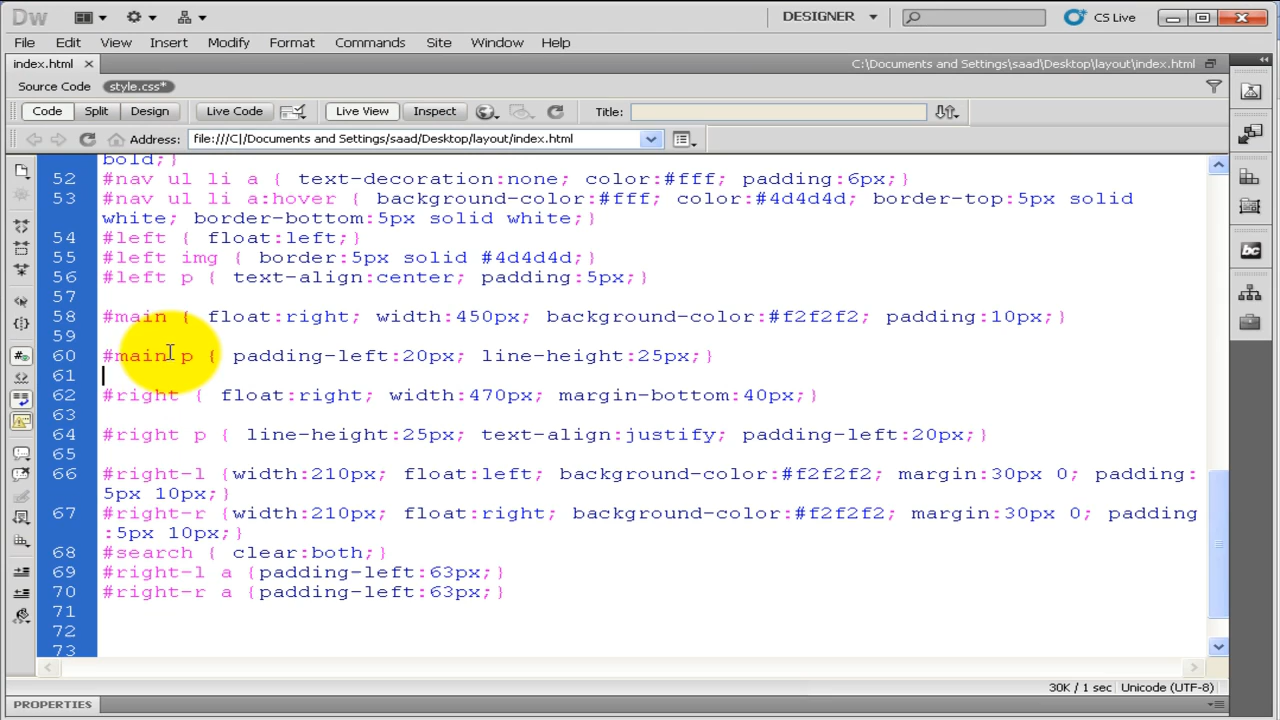 Dw DESIGNER CS Live
File Edit View Insert Modify Format Commands Site Window Help
index.html C:\Documents and Settings\saad\Desktop\layout\index.html
Source Code style.css*
Code Split Design Live Code Live View Inspect Title:
Address: file:///C|/Documents and Settings/saad/Desktop/layout/index.html
bold;}
52 #nav ul li a { text-decoration:none; color:#fff; padding:6px;}
53 #nav ul li a:hover { background-color:#fff; color:#4d4d4d; border-top:5px solid
white; border-bottom:5px solid white;}
54 #left { float:left;}
55 #left img { border:5px solid #4d4d4d;}
56 #left p { text-align:center; padding:5px;}
57
58 #main { float:right; width:450px; background-color:#f2f2f2; padding:10px;}
59
60 #main p { padding-left:20px; line-height:25px;}
61
62 #right { float:right; width:470px; margin-bottom:40px;}
63
64 #right p { line-height:25px; text-align:justify; padding-left:20px;}
65
66 #right-l {width:210px; float:left; background-color:#f2f2f2; margin:30px 0; padding:
5px 10px;}
67 #right-r {width:210px; float:right; background-color:#f2f2f2; margin:30px 0; padding
:5px 10px;}
68 #search { clear:both;}
69 #right-l a {padding-left:63px;}
70 #right-r a {padding-left:63px;}
71
72
73
30K / 1 sec Unicode (UTF-8)
PROPERTIES